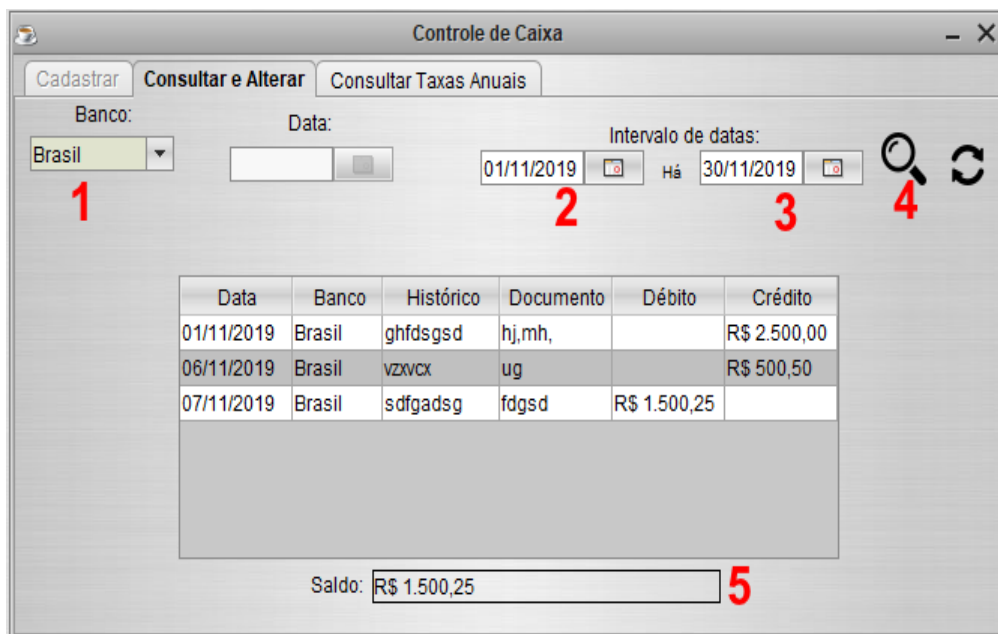 Controle de Caixa
Cadastrar Consultar e Alterar Consultar Taxas Anuais
Banco: Data: Intervalo de datas:
Brasil 01/11/2019 Há 30/11/2019
1 2 3 4
Data Banco Histórico Documento Débito Crédito
01/11/2019 Brasil ghfdsgsd hj,mh, R$ 2.500,00
06/11/2019 Brasil vzxvcx ug R$ 500,50
07/11/2019 Brasil sdfgadsg fdgsd R$ 1.500,25
Saldo: R$ 1.500,25 5